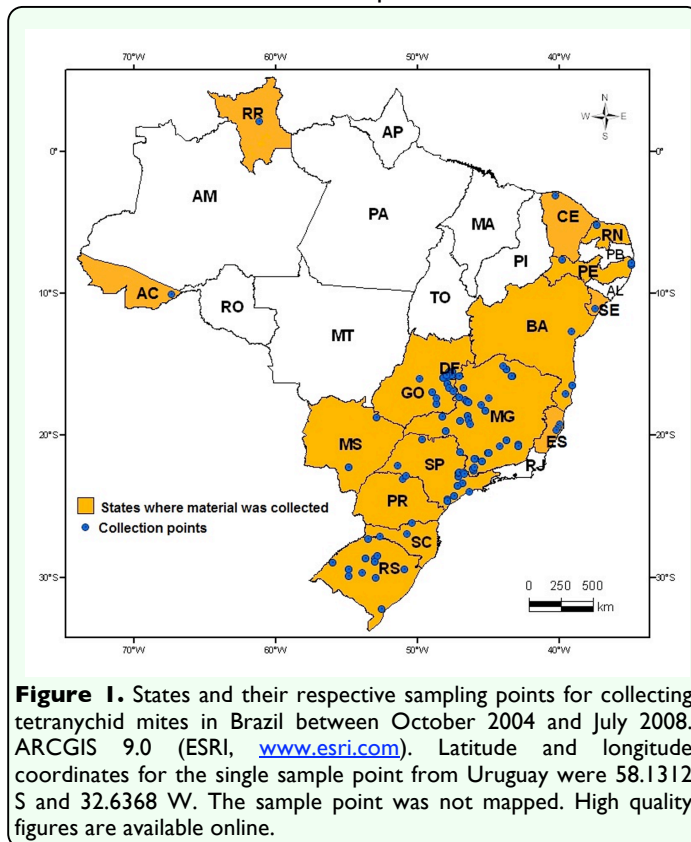 70°W 60°W 50°W 40°W
N
W E
S
RR
AP
0° 0°
AM PA MA CE
RN
PI PB
PE
AC AL
10°S RO TO SE 10°S
MT BA
DF
GO
MG
MS ES
20°S 20°S
SP RJ
States where material was collected PR
Collection points
SC
RS
30°S 0 250 500 30°S
km
70°W 60°W 50°W 40°W
Figure 1. States and their respective sampling points for collecting
tetranychid mites in Brazil between October 2004 and July 2008.
ARCGIS 9.0 (ESRI, www.esri.com). Latitude and longitude
coordinates for the single sample point from Uruguay were 58.1312
S and 32.6368 W. The sample point was not mapped. High quality
figures are available online.